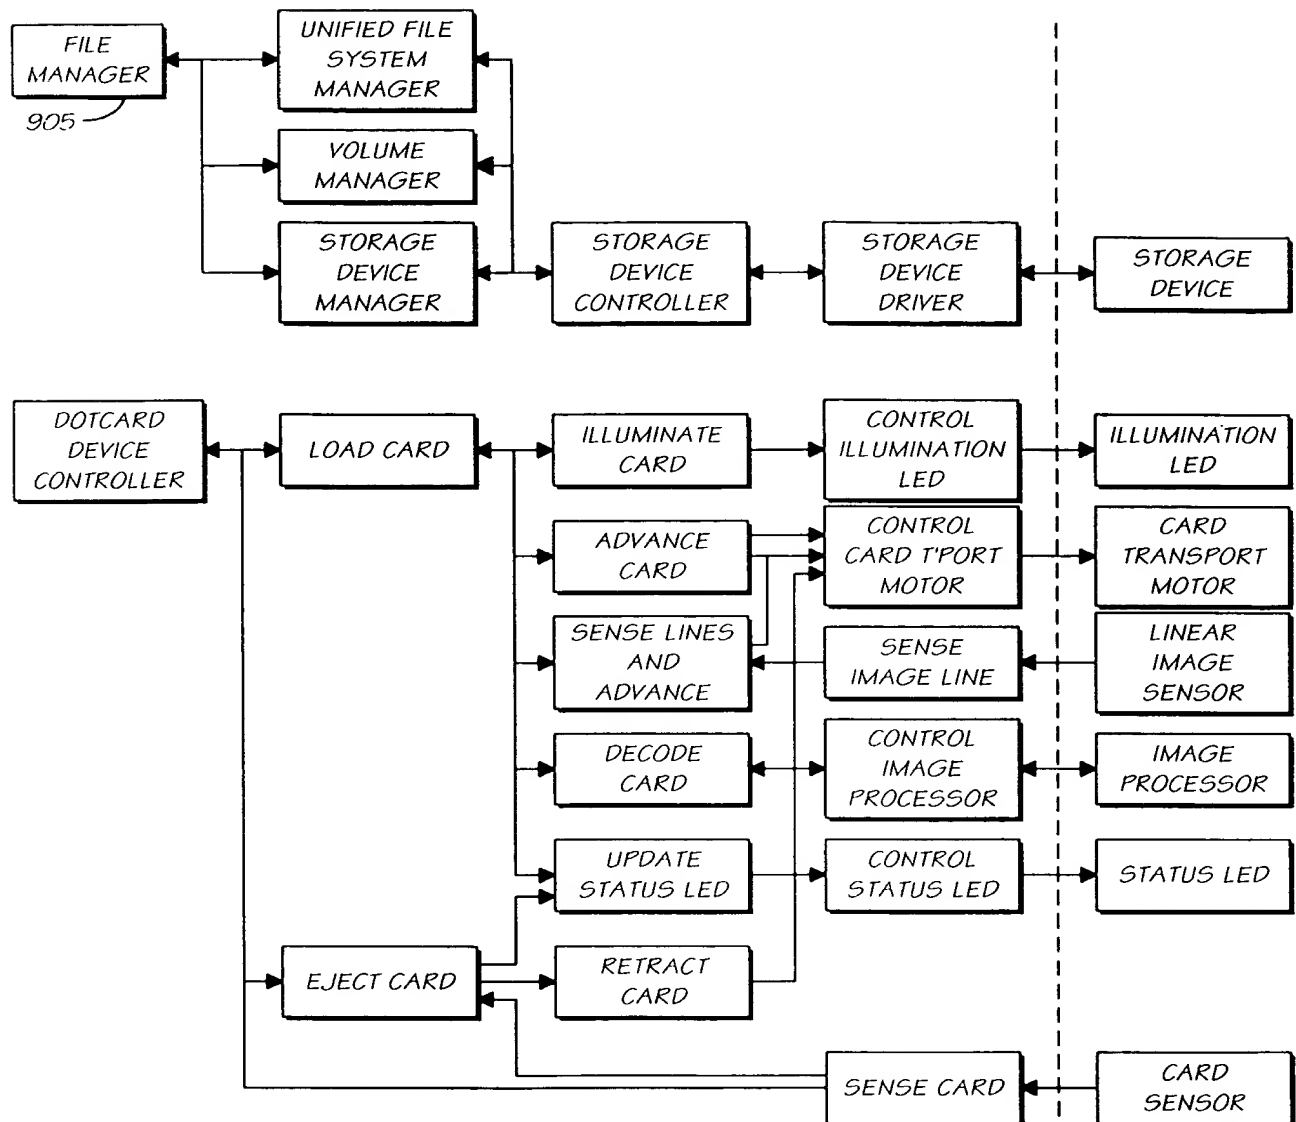 FILE
MANAGER
905
UNIFIED FILE
SYSTEM
MANAGER
VOLUME
MANAGER
STORAGE
DEVICE
MANAGER
STORAGE
DEVICE
CONTROLLER
STORAGE
DEVICE
DRIVER
STORAGE
DEVICE
DOTCARD
DEVICE
CONTROLLER
LOAD CARD
ILLUMINATE
CARD
CONTROL
ILLUMINATION
LED
ILLUMINATION
LED
ADVANCE
CARD
CONTROL
CARD T'PORT
MOTOR
CARD
TRANSPORT
MOTOR
SENSE LINES
AND
ADVANCE
SENSE
IMAGE LINE
LINEAR
IMAGE
SENSOR
DECODE
CARD
CONTROL
IMAGE
PROCESSOR
IMAGE
PROCESSOR
UPDATE
STATUS LED
CONTROL
STATUS LED
STATUS LED
EJECT CARD
RETRACT
CARD
SENSE CARD
CARD
SENSOR